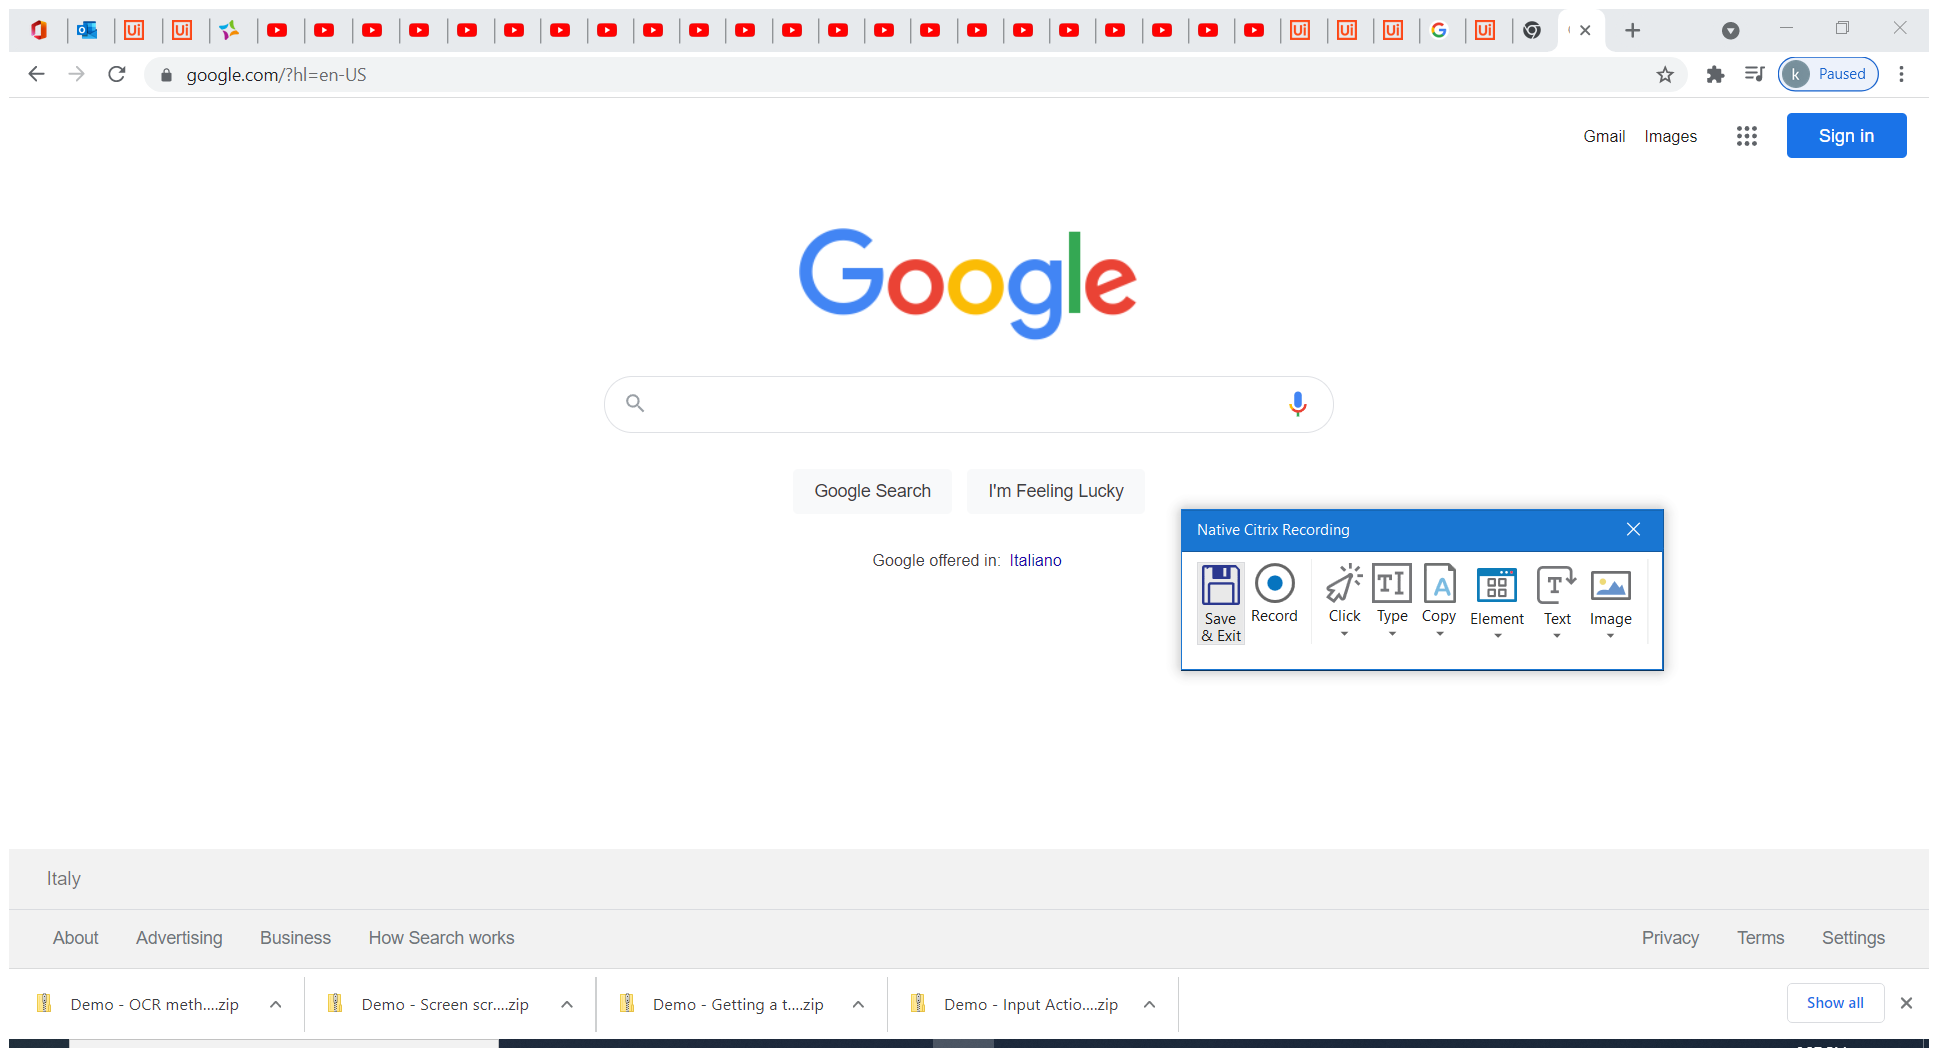 Ui Ui Ui Ui Ui Ui
google.com/?hl=en-US
k Paused
Gmail Images Sign in
Google
Google Search I'm Feeling Lucky
Native Citrix Recording
Google offered in: Italiano
Save & Exit
Record
Click
Type
Copy
Element
Text
Image
Italy
About Advertising Business How Search works Privacy Terms Settings
Demo - OCR meth....zip Demo - Screen scr....zip Demo - Getting a t....zip Demo - Input Actio....zip Show all